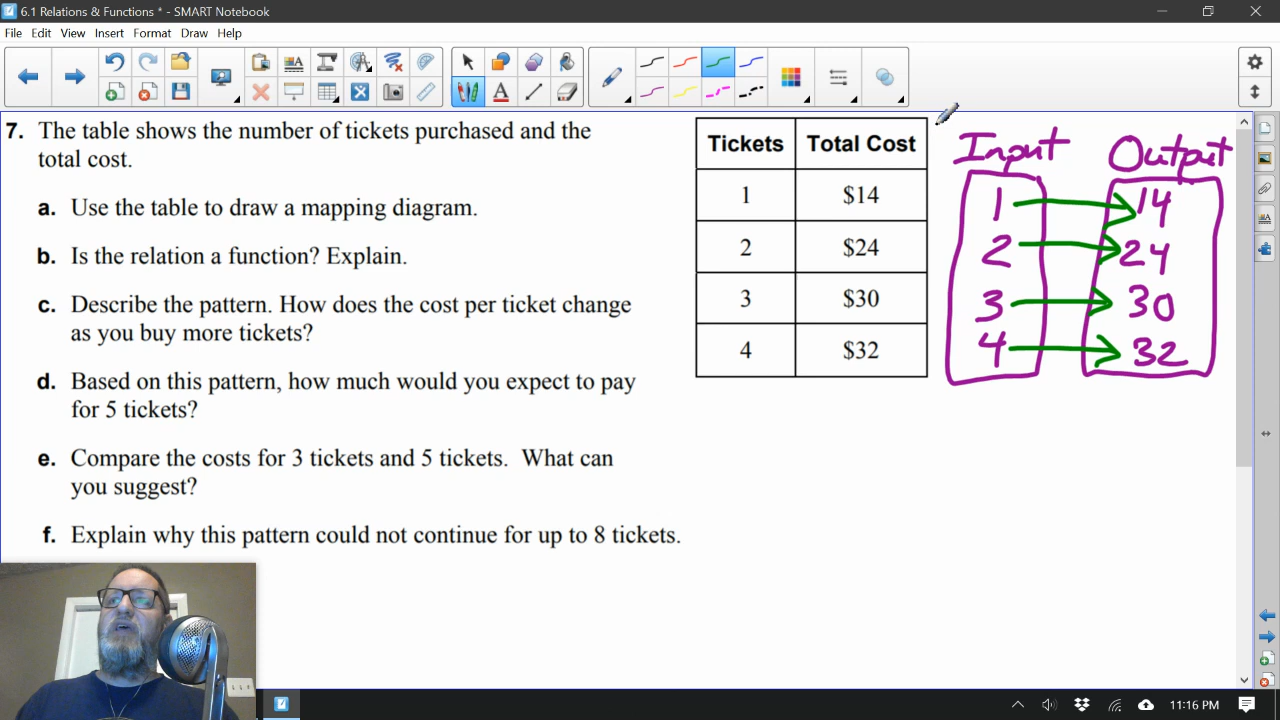 6.1 Relations & Functions * - SMART Notebook
File Edit View Insert Format Draw Help
7. The table shows the number of tickets purchased and the
total cost.
a. Use the table to draw a mapping diagram.
b. Is the relation a function? Explain.
c. Describe the pattern. How does the cost per ticket change
as you buy more tickets?
d. Based on this pattern, how much would you expect to pay
for 5 tickets?
e. Compare the costs for 3 tickets and 5 tickets. What can
you suggest?
f. Explain why this pattern could not continue for up to 8 tickets.
Tickets Total Cost
1 $14
2 $24
3 $30
4 $32
Input Output
1 14
2 24
3 30
4 32
11:16 PM